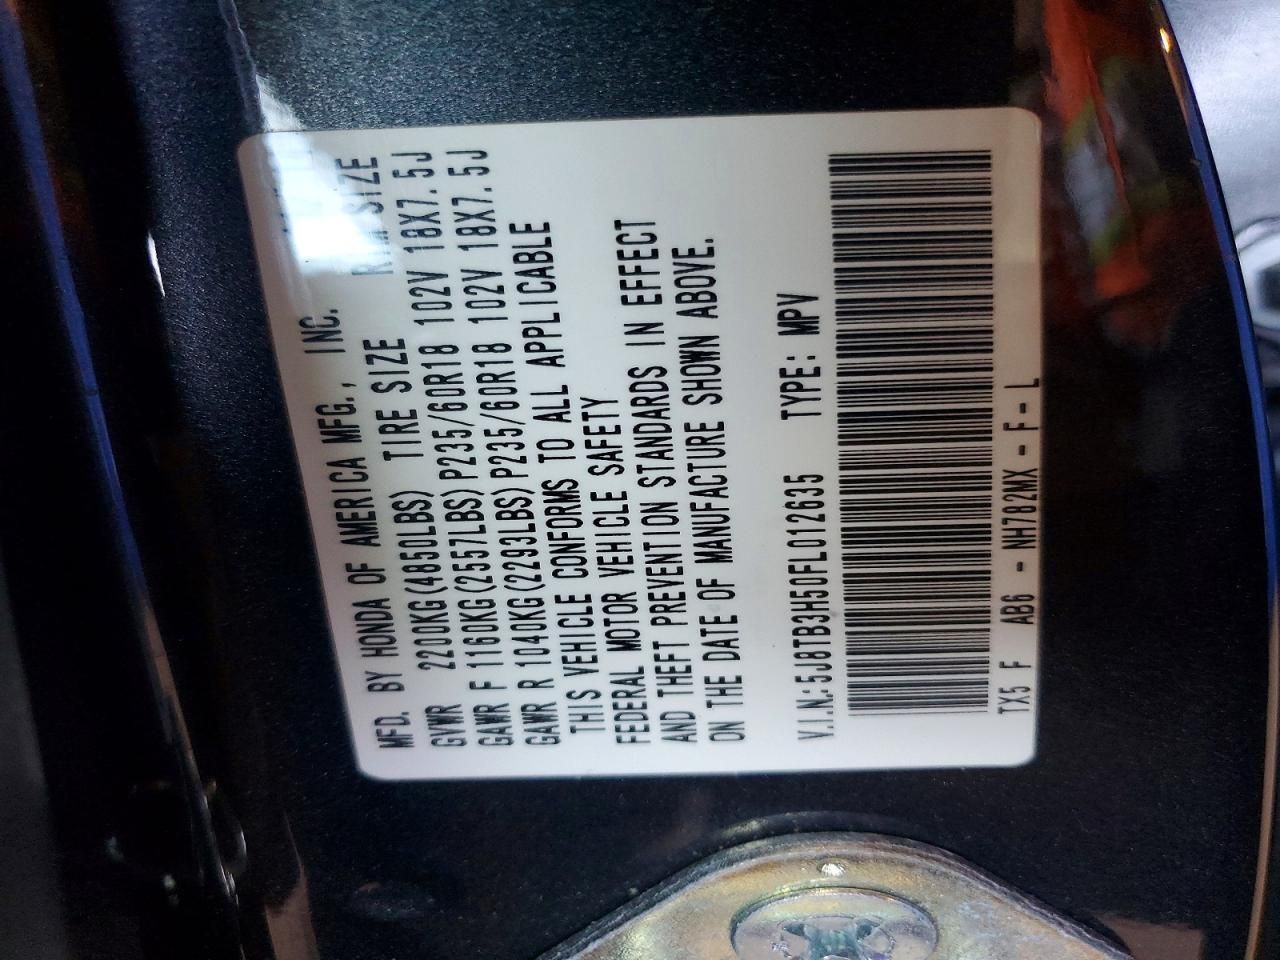 MFD. BY HONDA OF AMERICA MFG., INC.
GVWR 2200KG(4850LBS) TIRE SIZE RIM SIZE
GAWR F 1160KG(2557LBS)P235/60R18 102V 18X7.5J
GAWR R 1040KG(2293LBS)P235/60R18 102V 18X7.5J
THIS VEHICLE CONFORMS TO ALL APPLICABLE
FEDERAL MOTOR VEHICLE SAFETY
AND THEFT PREVENTION STANDARDS IN EFFECT
ON THE DATE OF MANUFACTURE SHOWN ABOVE.
V.I.N.:5J8TB3H50FL012635 TYPE: MPV
TX5 F AB6 - NH782MX - F - L